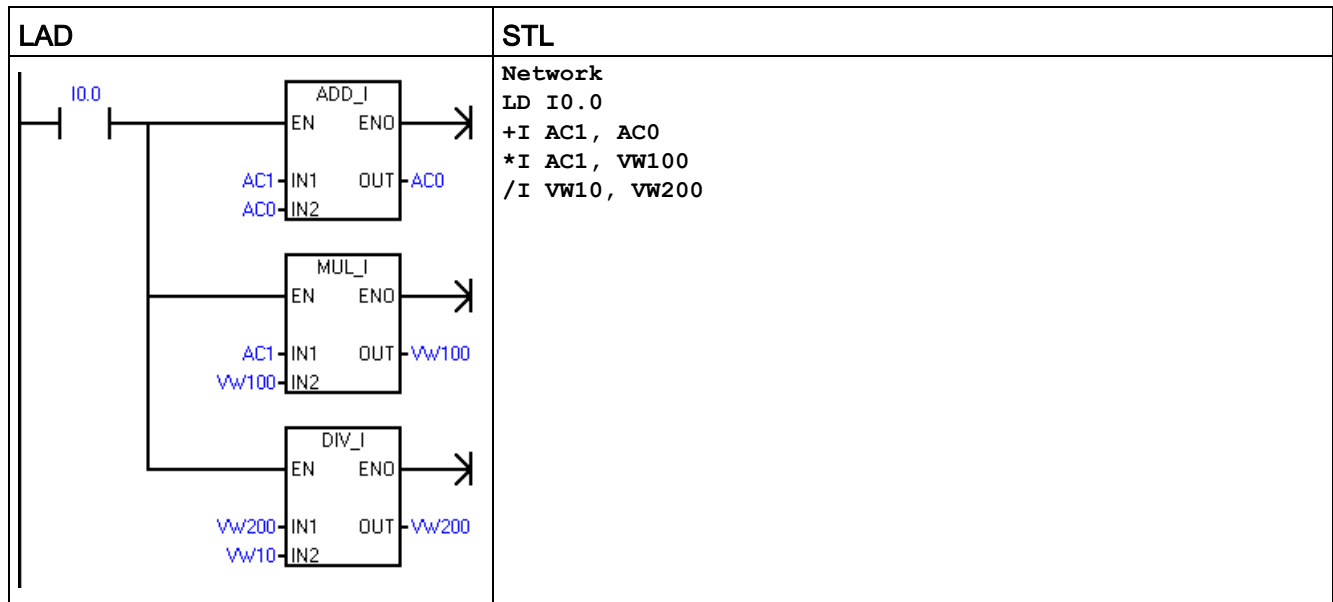 LAD
STL
I0.0
ADD_I
EN ENO
AC1 IN1 OUT AC0
AC0 IN2
MUL_I
EN ENO
AC1 IN1 OUT VW100
VW100 IN2
DIV_I
EN ENO
VW200 IN1 OUT VW200
VW10 IN2
Network
LD I0.0
+I AC1, AC0
*I AC1, VW100
/I VW10, VW200